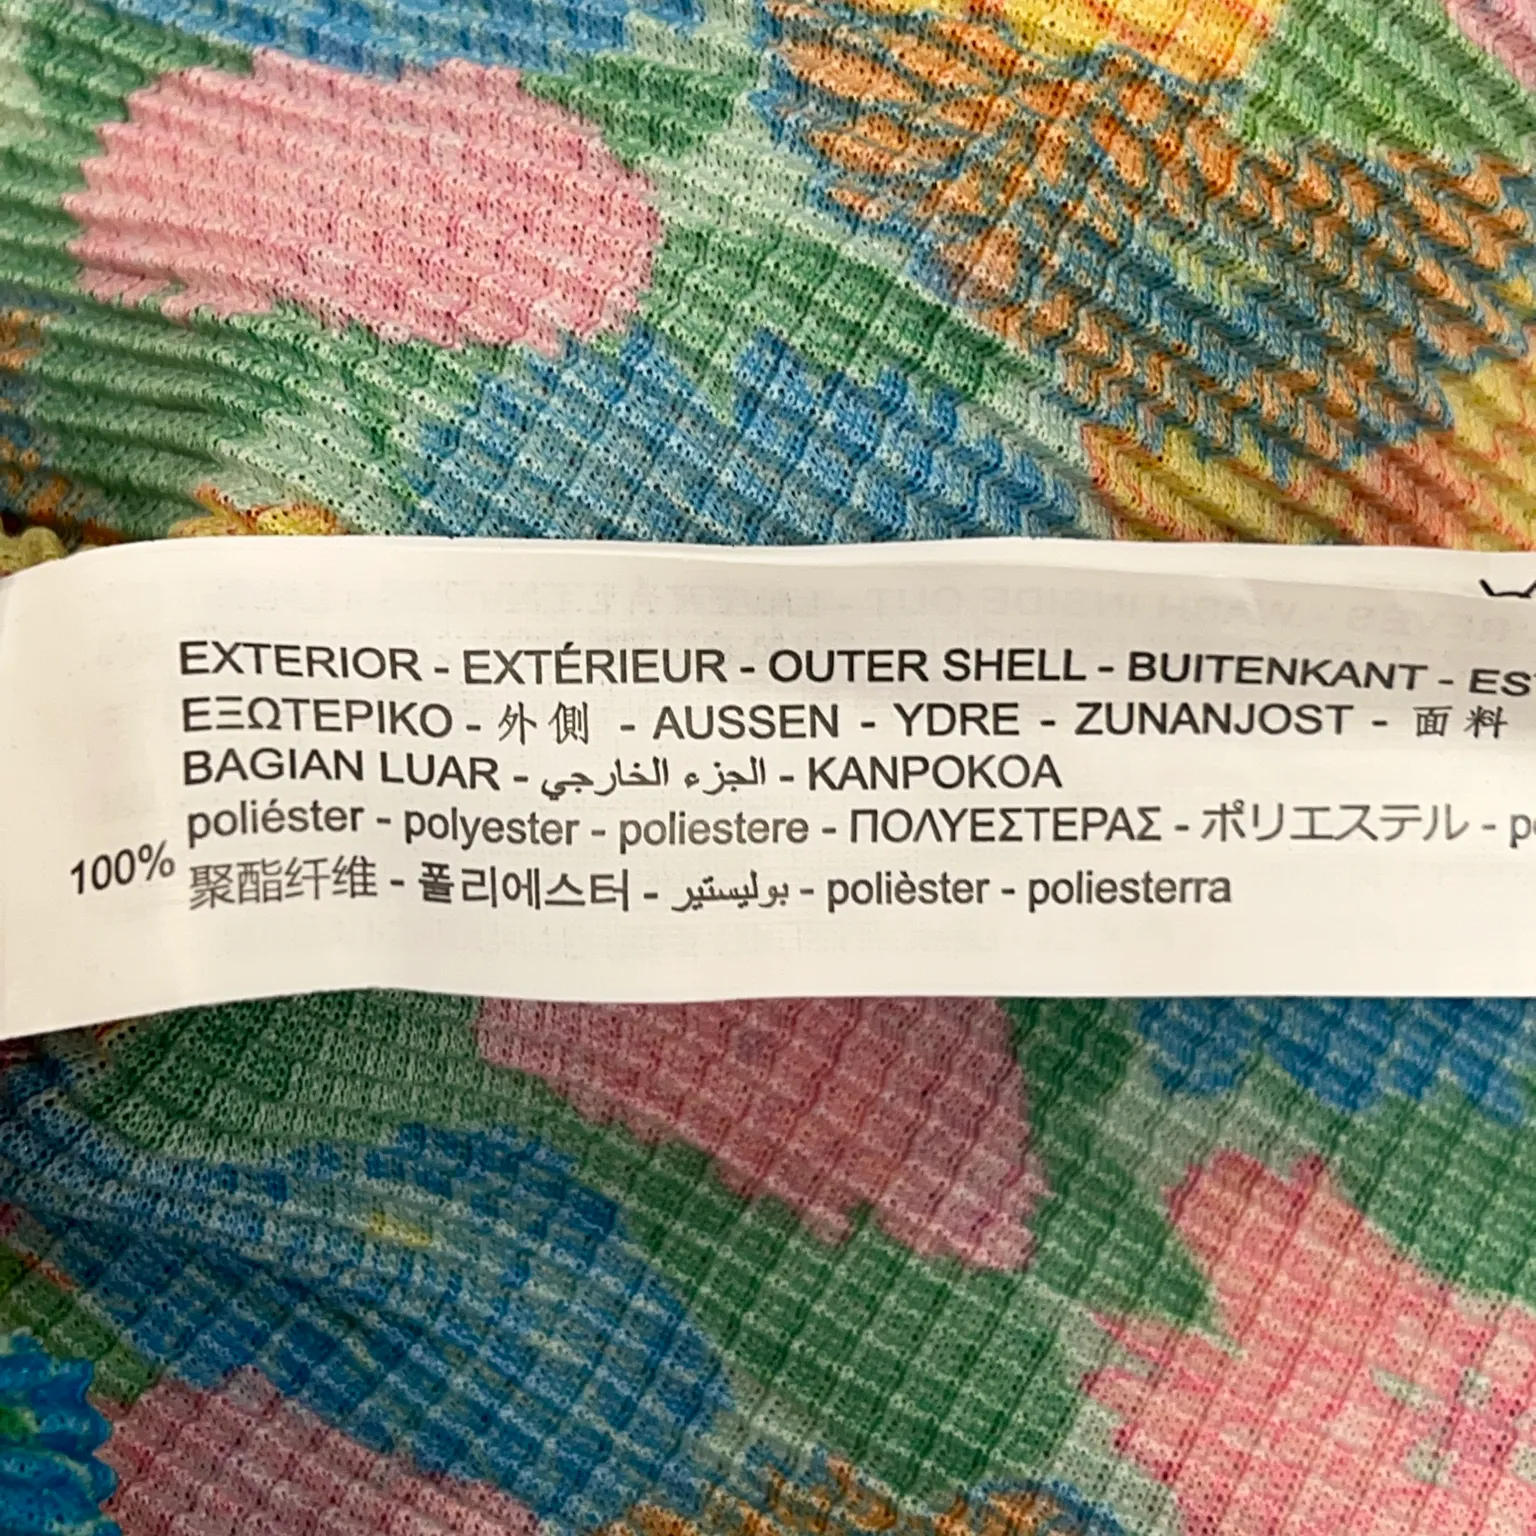 EXTERIOR - EXTÉRIEUR - OUTER SHELL - BUITENKANT -
ΕΞΩΤΕΡΙΚΟ - 外側 - AUSSEN - YDRE - ZUNANJOST - 面料
BAGIAN LUAR - الجزء الخارجي - KANPOKOA
100% poliéster - polyester - poliestere - ΠΟΛΥΕΣΤΕΡΑΣ - ポリエステル -
聚酯纤维 - 폴리에스터 - بوليستير - polièster - poliesterra